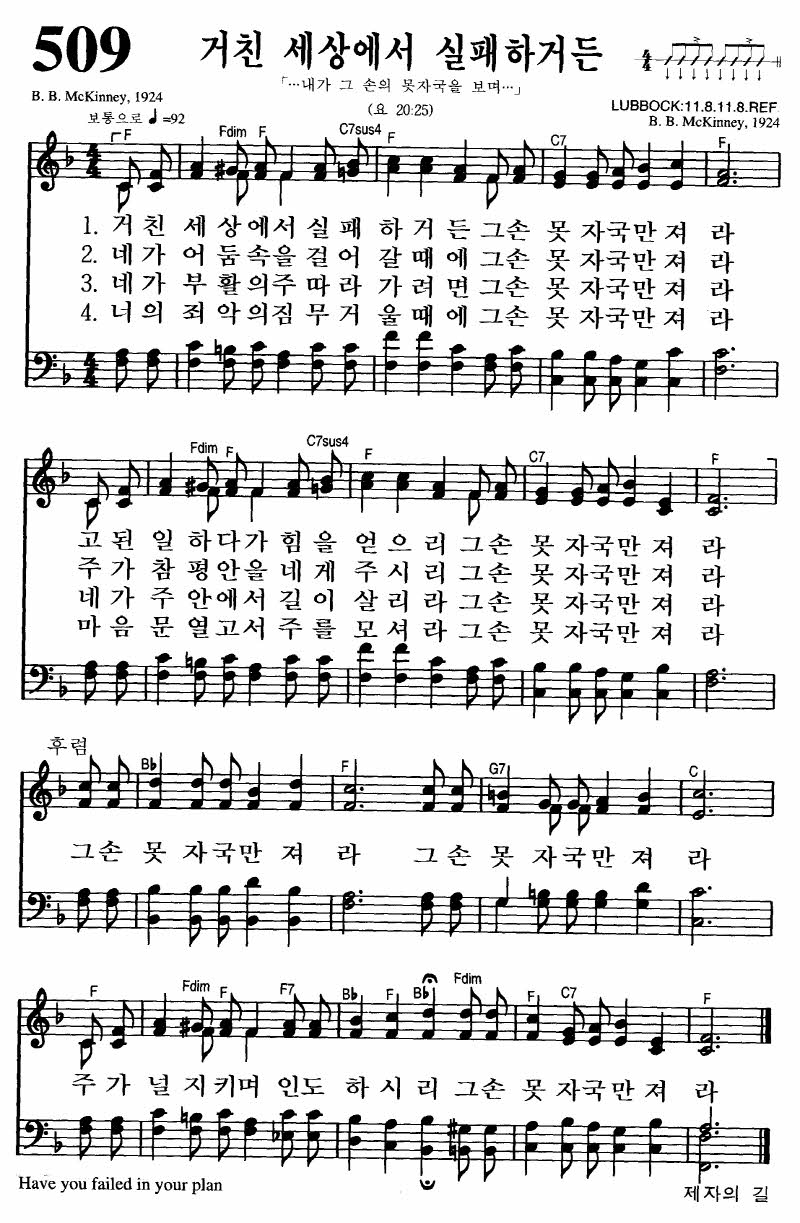 509
거친 세상에서 실패하거든
「…내가 그 손의 못자국을 보며…」
(요 20:25)
B. B. McKinney, 1924
보통으로 ♩=92
LUBBOCK:11.8.11.8.REF.
B. B. McKinney, 1924
F Fdim F C7sus4 F C7 F
4/4
1. 거친 세상에서실패 하거든그손 못자국만져 라
2. 네가 어둠속을걸어 갈때에그손 못자국만져 라
3. 네가 부활의주따라 가려면그손 못자국만져 라
4. 너의 죄악의짐무거 울때에그손 못자국만져 라
Fdim F C7sus4 F C7 F
고된 일하다가힘을 얻으리그손 못자국만져 라
주가 참평안을네게 주시리그손 못자국만져 라
네가 주안에서길이 살리라그손 못자국만져 라
마음 문열고서주를 모셔라그손 못자국만져 라
후렴
Bb F G7 C
그손 못자국만져 라 그손 못자국만져 라
F Fdim F F7 Bb F Bb Fdim F C7 F
주가 널지키며인도 하시리그손 못자국만져 라
Have you failed in your plan
제자의 길